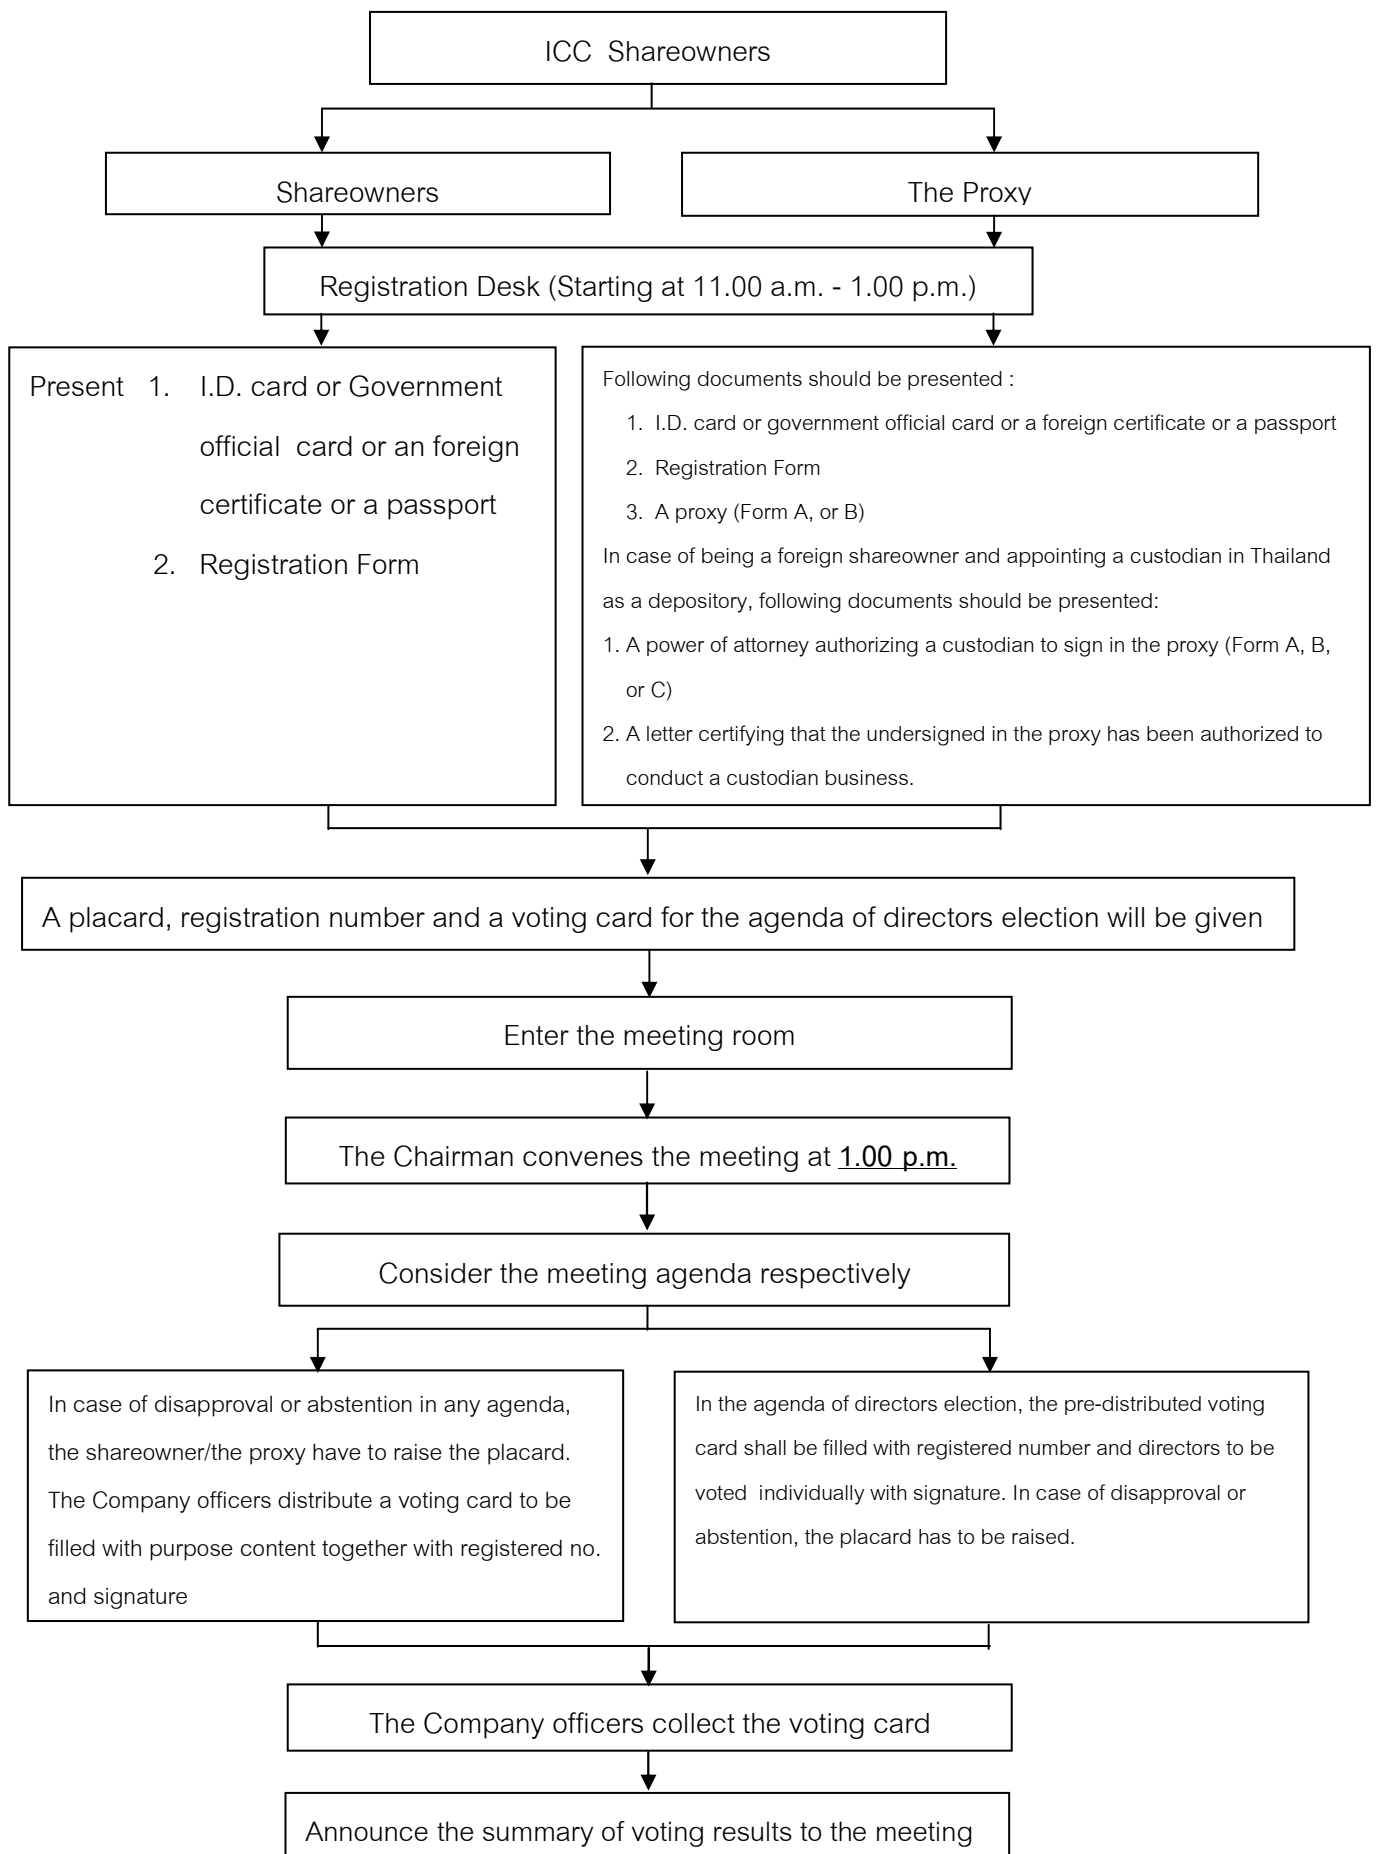 ICC Shareowners
Shareowners
The Proxy
Registration Desk (Starting at 11.00 a.m. - 1.00 p.m.)
Present 1. I.D. card or Government
official card or an foreign
certificate or a passport
2. Registration Form
Following documents should be presented :
1. I.D. card or government official card or a foreign certificate or a passport
2. Registration Form
3. A proxy (Form A, or B)
In case of being a foreign shareowner and appointing a custodian in Thailand
as a depository, following documents should be presented:
1. A power of attorney authorizing a custodian to sign in the proxy (Form A, B,
or C)
2. A letter certifying that the undersigned in the proxy has been authorized to
conduct a custodian business.
A placard, registration number and a voting card for the agenda of directors election will be given
Enter the meeting room
The Chairman convenes the meeting at 1.00 p.m.
Consider the meeting agenda respectively
In case of disapproval or abstention in any agenda,
the shareowner/the proxy have to raise the placard.
The Company officers distribute a voting card to be
filled with purpose content together with registered no.
and signature
In the agenda of directors election, the pre-distributed voting
card shall be filled with registered number and directors to be
voted individually with signature. In case of disapproval or
abstention, the placard has to be raised.
The Company officers collect the voting card
Announce the summary of voting results to the meeting